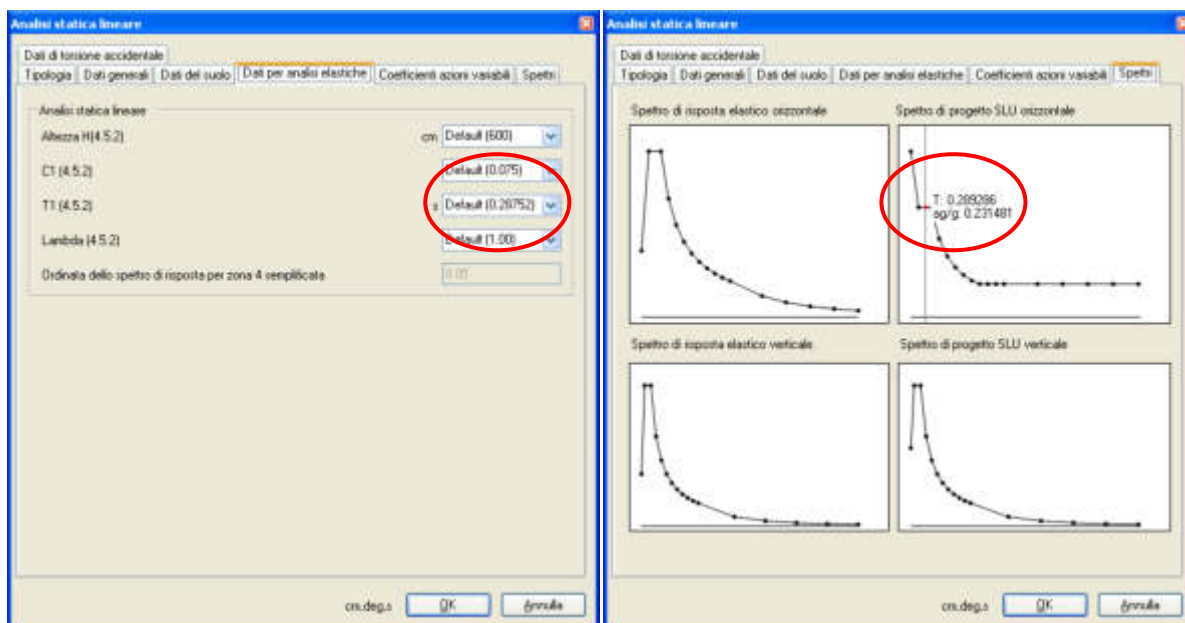 Analisi statica lineare
Dati di torsione accidentale
Tipologia Dati generali Dati del suolo Dati per analisi elastiche Coefficienti azioni variabili Spettri
Analisi statica lineare
Altezza H(4.5.2) cm Default (600)
C1 (4.5.2) Default (0.075)
T1 (4.5.2) s Default (0.28752)
Lambda (4.5.2) Default (1.00)
Ordinata dello spettro di risposta per zona 4 semplificata 0.05
cm,deg,s OK Annulla
Analisi statica lineare
Dati di torsione accidentale
Tipologia Dati generali Dati del suolo Dati per analisi elastiche Coefficienti azioni variabili Spettri
Spettro di risposta elastico orizzontale Spettro di progetto SLU orizzontale
T: 0.289286
ag/g: 0.231481
Spettro di risposta elastico verticale Spettro di progetto SLU verticale
cm,deg,s OK Annulla